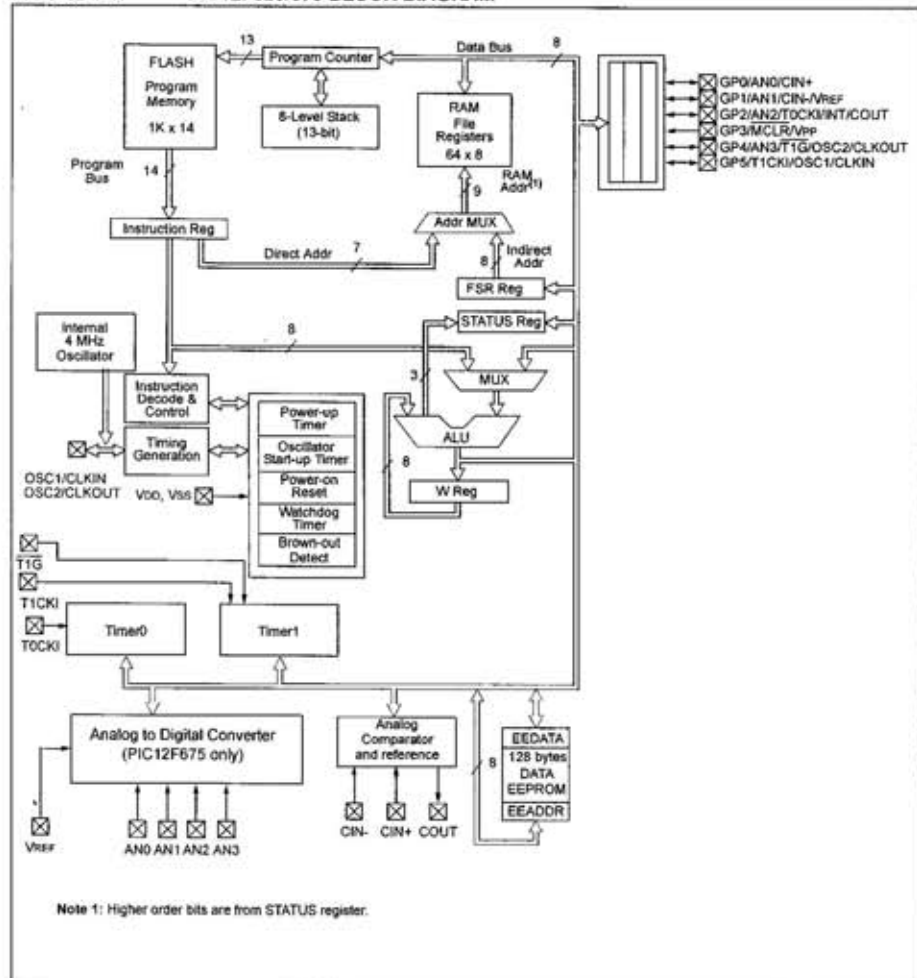 13
Data Bus
8
FLASH
Program
Memory
1K x 14
Program Counter
8-Level Stack
(13-bit)
RAM
File
Registers
64 x 8
GP0/AN0/CIN+
GP1/AN1/CIN-/VREF
GP2/AN2/T0CKI/INT/COUT
GP3/MCLR/VPP
GP4/AN3/T1G/OSC2/CLKOUT
GP5/T1CKI/OSC1/CLKIN
Program
Bus
14
RAM
Addr(1)
9
Addr MUX
Instruction Reg
Direct Addr
7
8
Indirect
Addr
FSR Reg
STATUS Reg
Internal
4 MHz
Oscillator
8
3
MUX
Instruction
Decode &
Control
Power-up
Timer
ALU
Timing
Generation
Oscillator
Start-up Timer
8
OSC1/CLKIN
OSC2/CLKOUT
VDD, VSS
Power-on
Reset
W Reg
Watchdog
Timer
Brown-out
Detect
T1G
T1CKI
T0CKI
Timer0
Timer1
Analog to Digital Converter
(PIC12F675 only)
Analog
Comparator
and reference
8
EEDATA
128 bytes
DATA
EEPROM
EEADDR
VREF
AN0 AN1 AN2 AN3
CIN- CIN+ COUT
Note 1: Higher order bits are from STATUS register.